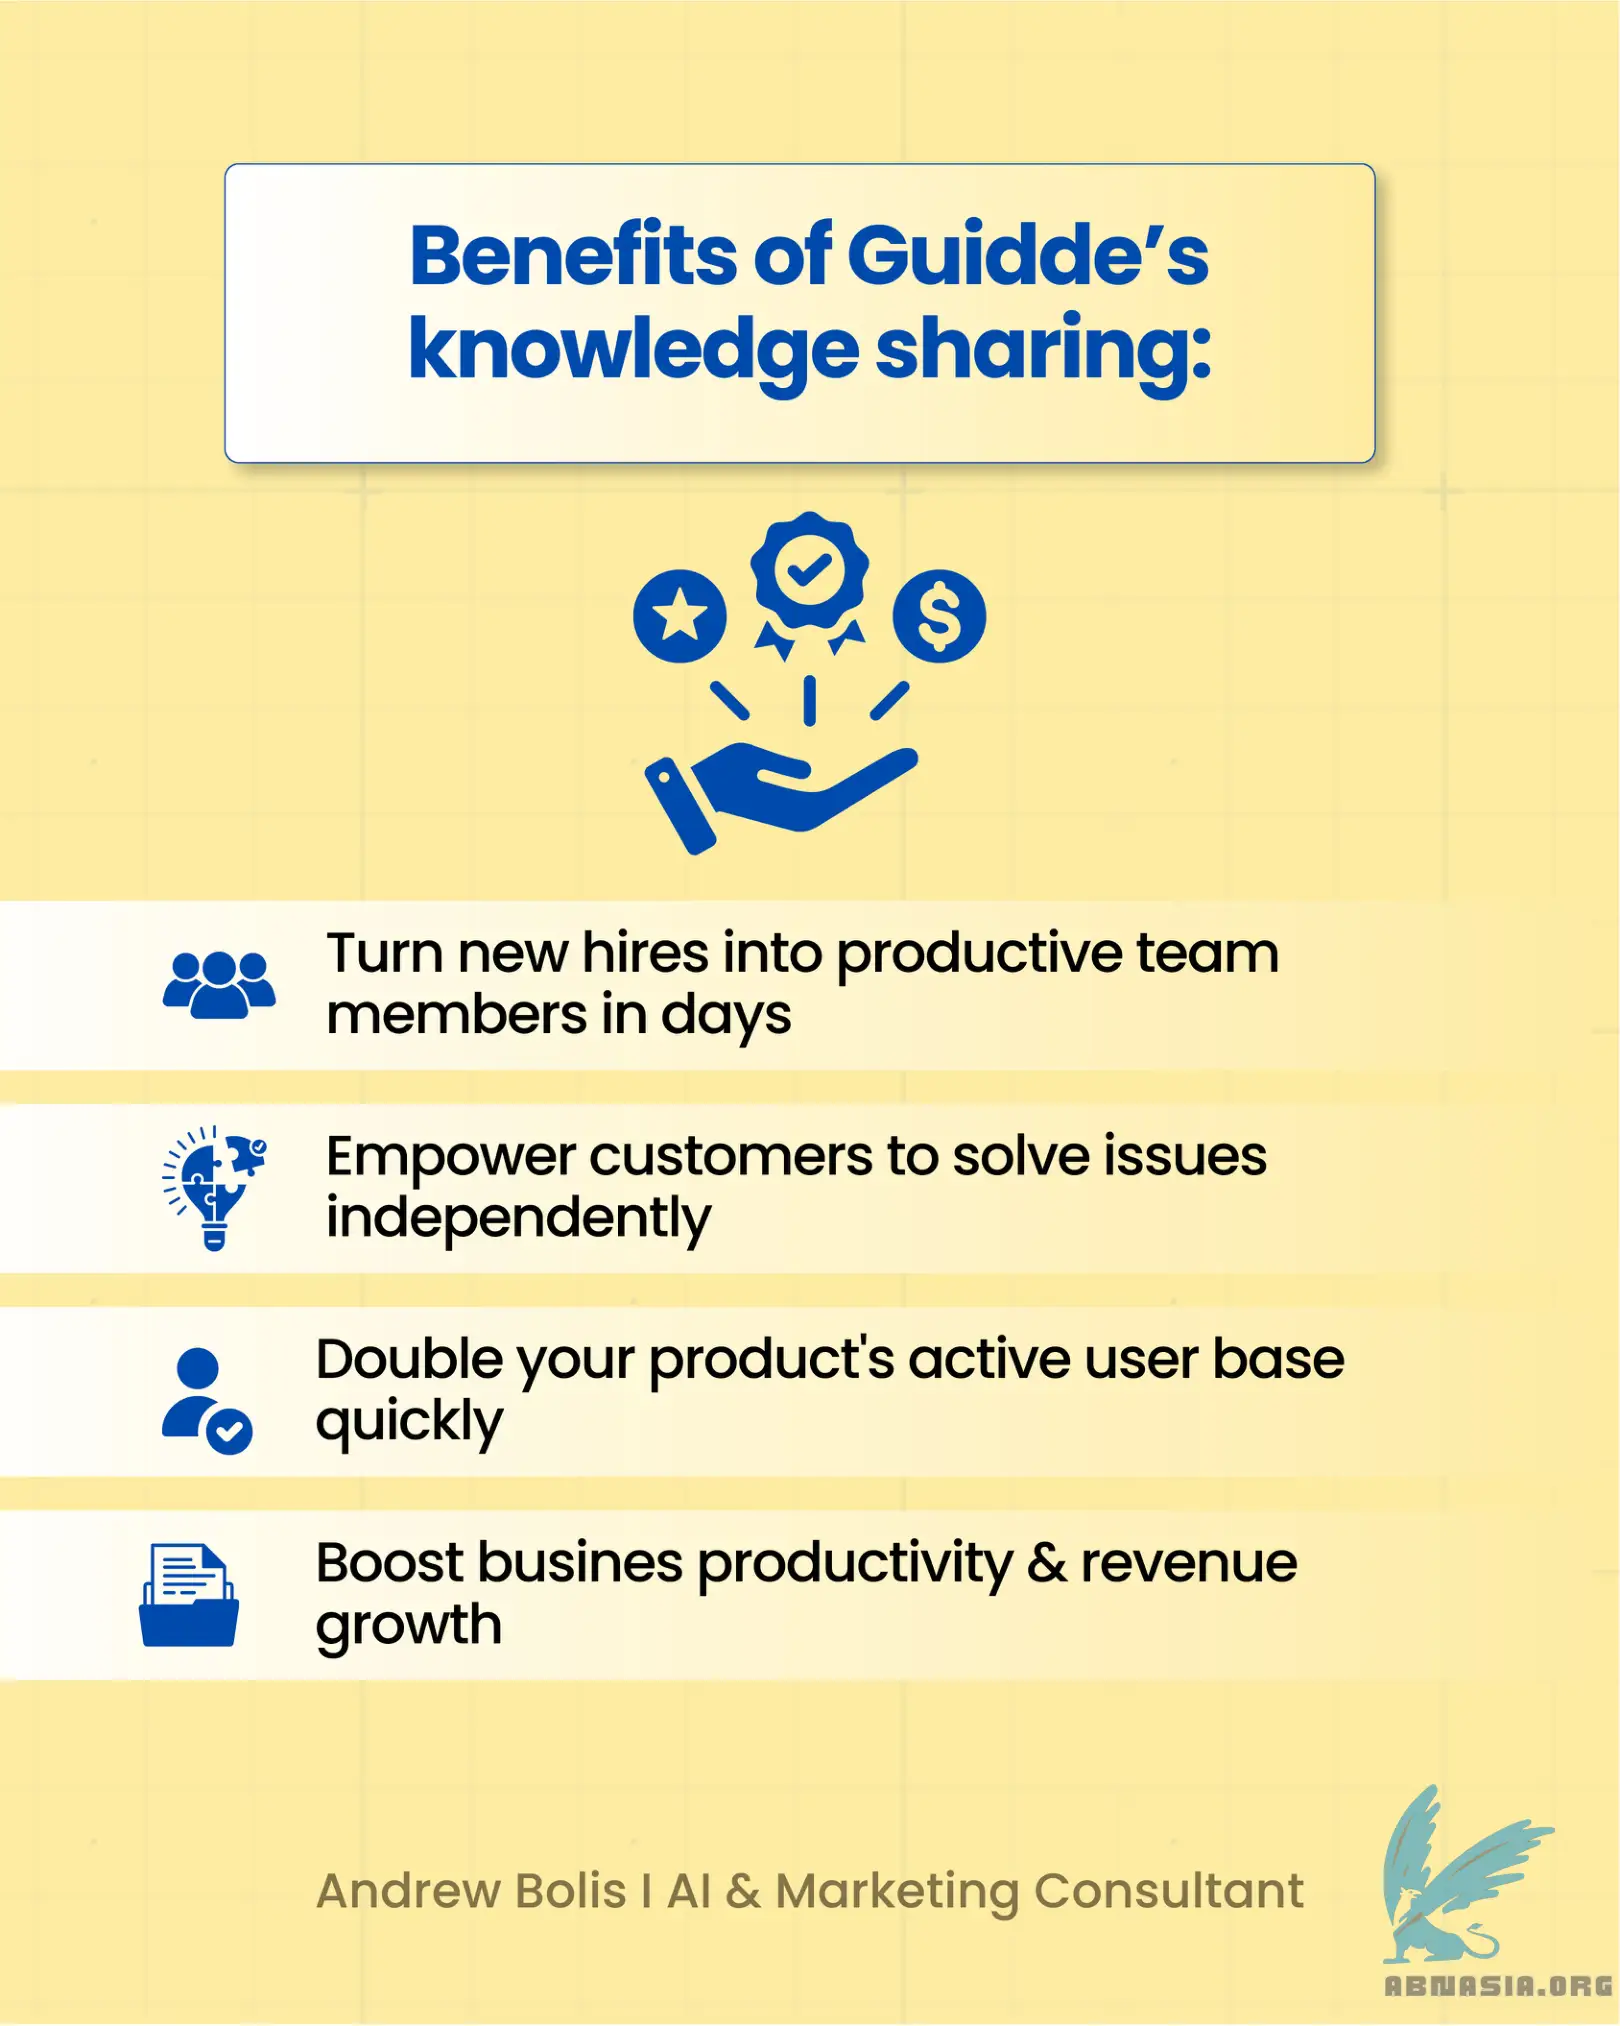 Benefits of Guidde’s
knowledge sharing:
Turn new hires into productive team
members in days
Empower customers to solve issues
independently
Double your product's active user base
quickly
Boost busines productivity & revenue
growth
Andrew Bolis I AI & Marketing Consultant
ABNASIA.ORG